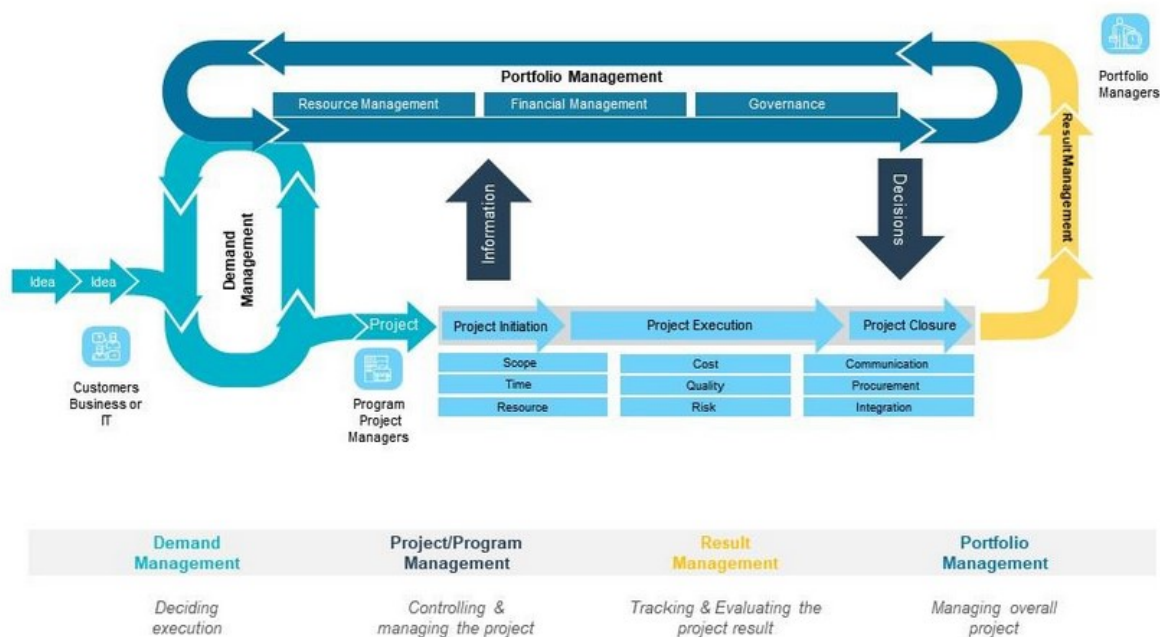 Portfolio Management
Resource Management
Financial Management
Governance
Portfolio
Managers
Result Management
Demand
Management
Information
Decisions
Idea
Idea
Customers
Business or
IT
Project
Program
Project
Managers
Project Initiation
Project Execution
Project Closure
Scope
Cost
Communication
Time
Quality
Procurement
Resource
Risk
Integration
Demand
Management
Project/Program
Management
Result
Management
Portfolio
Management
Deciding
execution
Controlling &
managing the project
Tracking & Evaluating the
project result
Managing overall
project